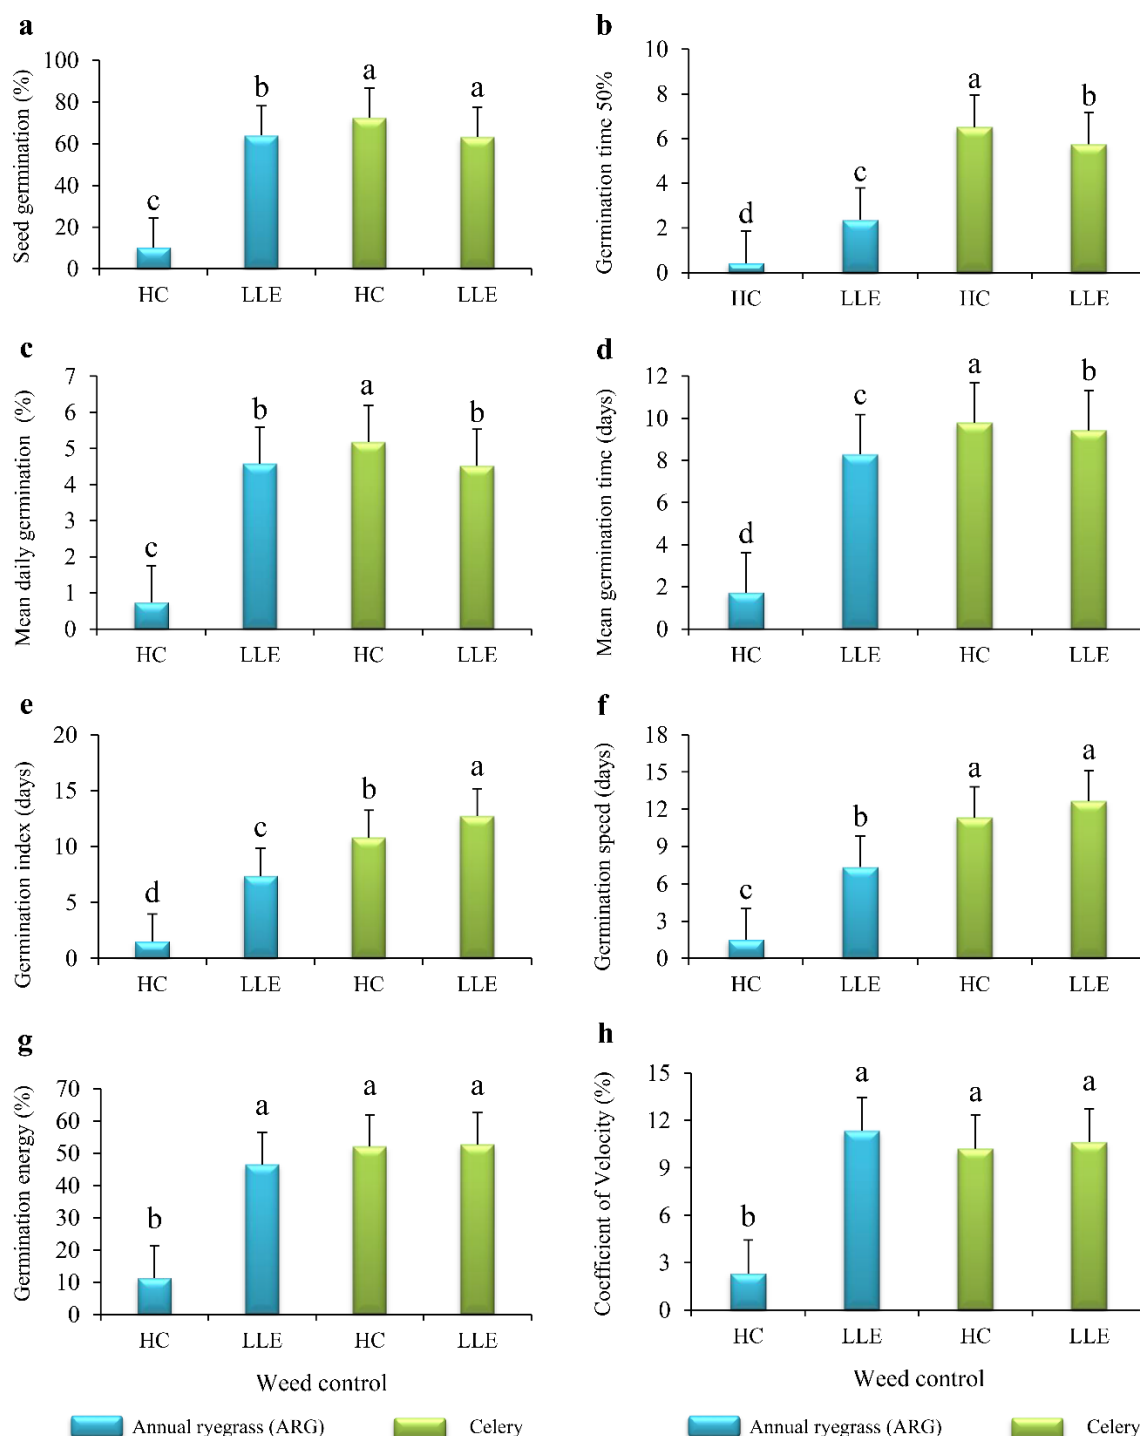 a
Seed germination (%)
100
80
60
40
20
0
c
b
a
a
HC LLE HC LLE
b
Germination time 50%
10
8
6
4
2
0
d
c
a
b
HC LLE HC LLE
c
Mean daily germination (%)
7
6
5
4
3
2
1
0
c
b
a
b
HC LLE HC LLE
d
Mean germination time (days)
12
10
8
6
4
2
0
d
c
a
b
HC LLE HC LLE
e
Germination index (days)
20
15
10
5
0
d
c
b
a
HC LLE HC LLE
f
Germination speed (days)
18
15
12
9
6
3
0
c
b
a
a
HC LLE HC LLE
g
Germination energy (%)
70
60
50
40
30
20
10
0
b
a
a
a
HC LLE HC LLE
Weed control
h
Coefficient of Velocity (%)
15
12
9
6
3
0
b
a
a
a
HC LLE HC LLE
Weed control
Annual ryegrass (ARG) Celery
Annual ryegrass (ARG) Celery